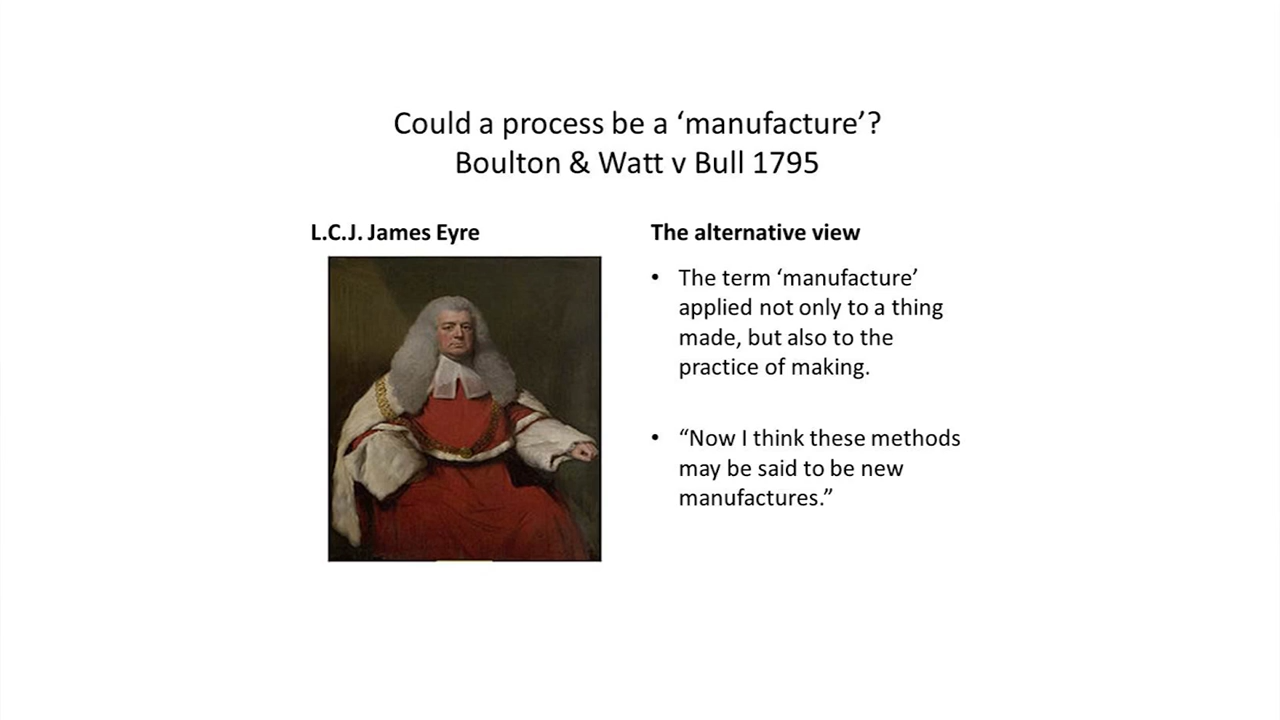 Could a process be a ‘manufacture’?
Boulton & Watt v Bull 1795
L.C.J. James Eyre
The alternative view
• The term ‘manufacture’
applied not only to a thing
made, but also to the
practice of making.
• “Now I think these methods
may be said to be new
manufactures.”